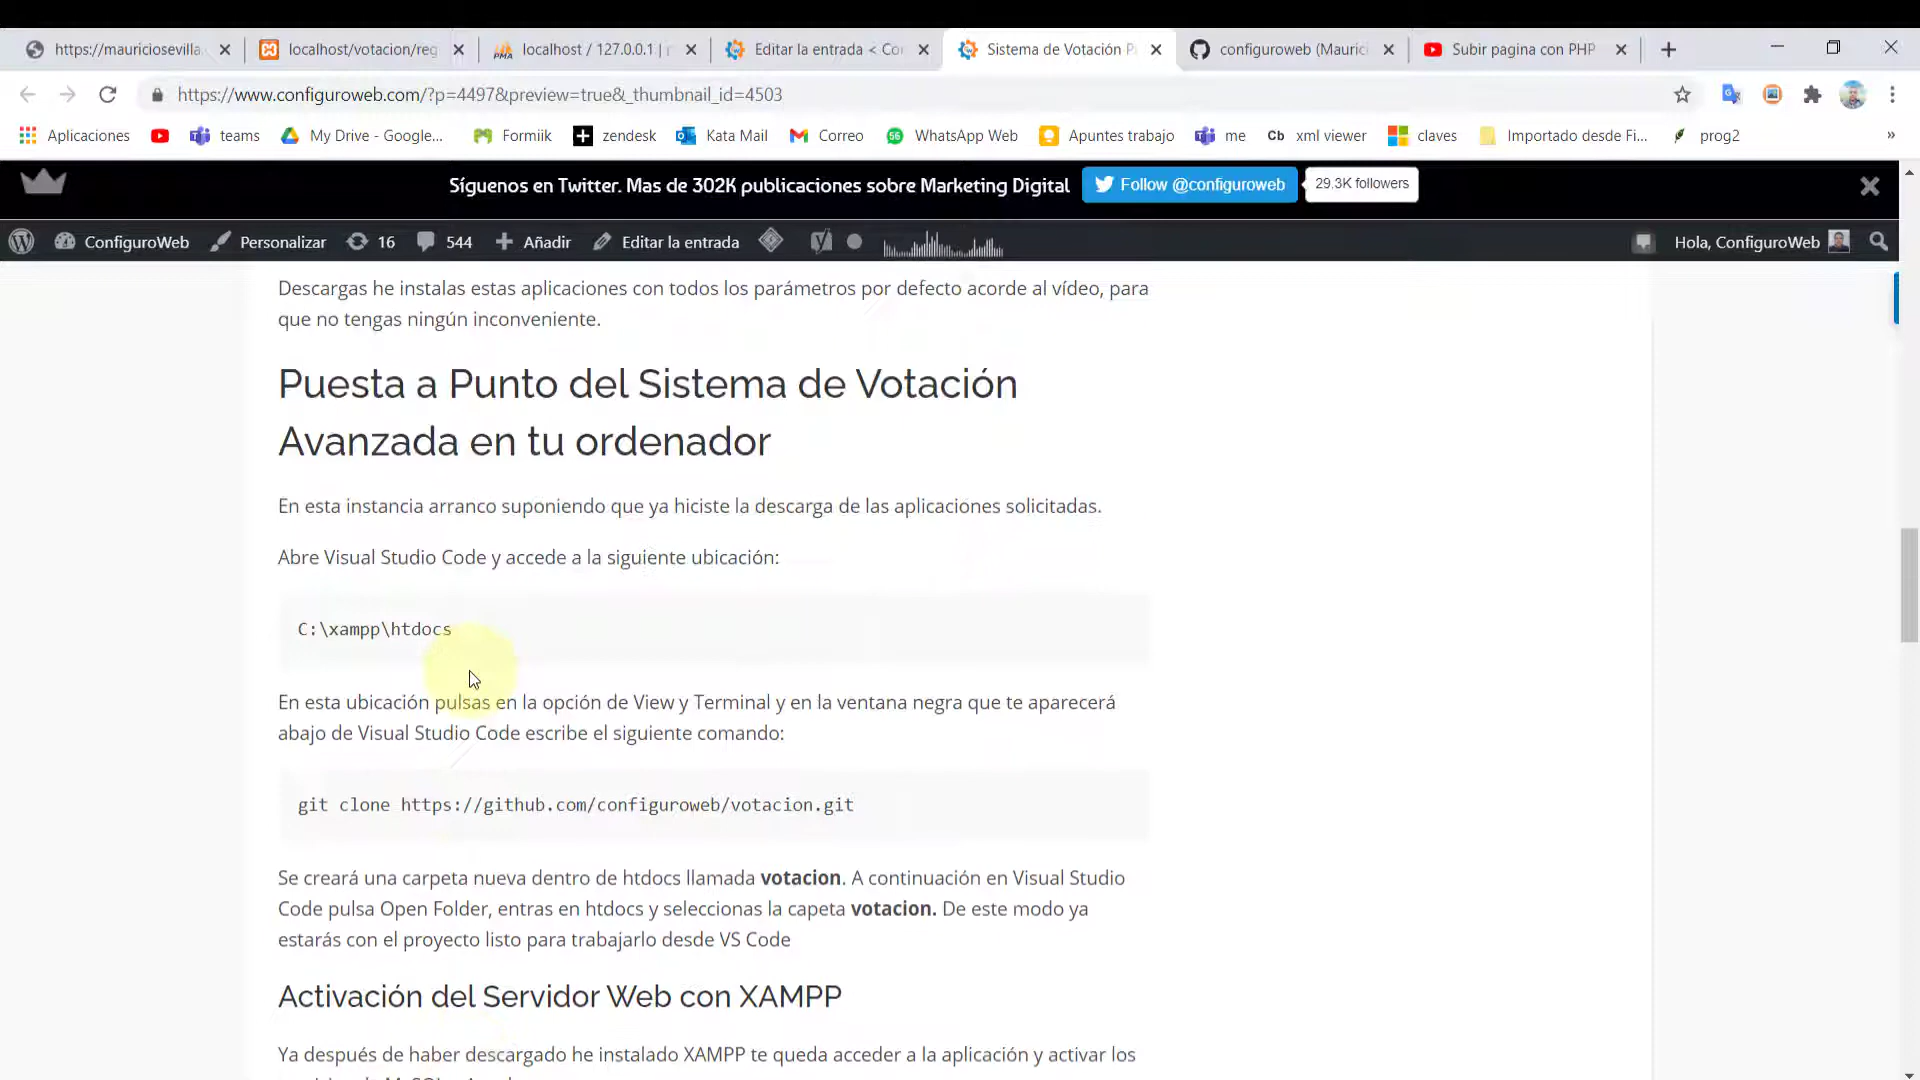 https://mauriciosevilla
localhost/votacion/reg
localhost / 127.0.0.1 |
Editar la entrada < Co
Sistema de Votación P
configuroweb (Mauric
Subir pagina con PHP
https://www.configuroweb.com/?p=4497&preview=true&_thumbnail_id=4503
Aplicaciones
teams
My Drive - Google...
Formiik
zendesk
Kata Mail
Correo
WhatsApp Web
Apuntes trabajo
me
Cb xml viewer
claves
Importado desde Fi...
prog2
»
Síguenos en Twitter. Mas de 302K publicaciones sobre Marketing Digital
Follow @configuroweb
29.3K followers
ConfiguroWeb
Personalizar
16
544
Añadir
Editar la entrada
Hola, ConfiguroWeb
Descargas he instalas estas aplicaciones con todos los parámetros por defecto acorde al vídeo, para
que no tengas ningún inconveniente.
Puesta a Punto del Sistema de Votación
Avanzada en tu ordenador
En esta instancia arranco suponiendo que ya hiciste la descarga de las aplicaciones solicitadas.
Abre Visual Studio Code y accede a la siguiente ubicación:
C:\xampp\htdocs
En esta ubicación pulsas en la opción de View y Terminal y en la ventana negra que te aparecerá
abajo de Visual Studio Code escribe el siguiente comando:
git clone https://github.com/configuroweb/votacion.git
Se creará una carpeta nueva dentro de htdocs llamada votacion. A continuación en Visual Studio
Code pulsa Open Folder, entras en htdocs y seleccionas la capeta votacion. De este modo ya
estarás con el proyecto listo para trabajarlo desde VS Code
Activación del Servidor Web con XAMPP
Ya después de haber descargado he instalado XAMPP te queda acceder a la aplicación y activar los